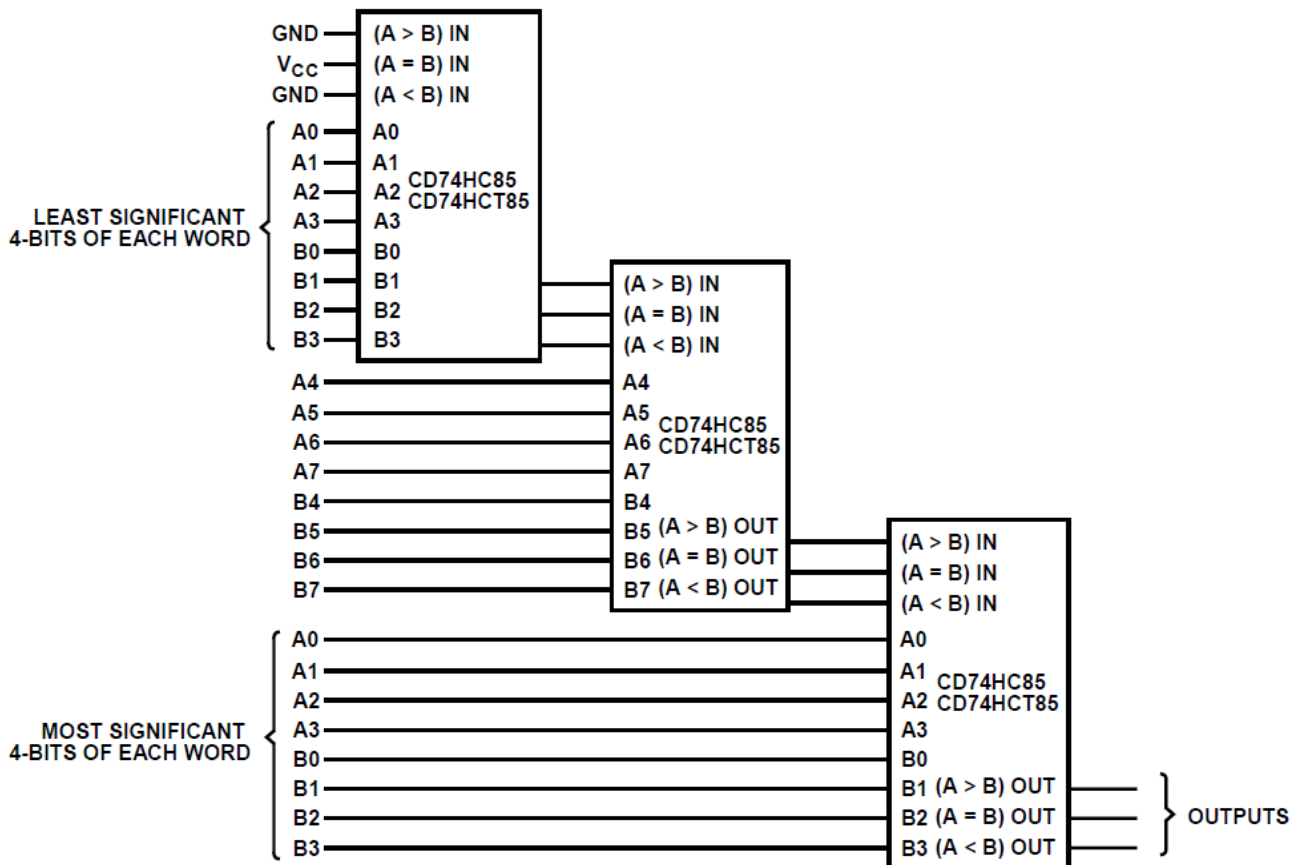 GND (A > B) IN
VCC (A = B) IN
GND (A < B) IN
A0 A0
A1 A1
A2 A2 CD74HC85
CD74HCT85
A3 A3
LEAST SIGNIFICANT
4-BITS OF EACH WORD
B0 B0
B1 B1
B2 B2
B3 B3
(A > B) IN
(A = B) IN
(A < B) IN
A4 A4
A5 A5
CD74HC85
A6 A6 CD74HCT85
A7 A7
B4 B4
B5 B5 (A > B) OUT
B6 B6 (A = B) OUT
B7 B7 (A < B) OUT
(A > B) IN
(A = B) IN
(A < B) IN
A0 A0
A1 A1
CD74HC85
A2 A2 CD74HCT85
A3 A3
MOST SIGNIFICANT
4-BITS OF EACH WORD
B0 B0
B1 B1 (A > B) OUT
B2 B2 (A = B) OUT
B3 B3 (A < B) OUT
OUTPUTS